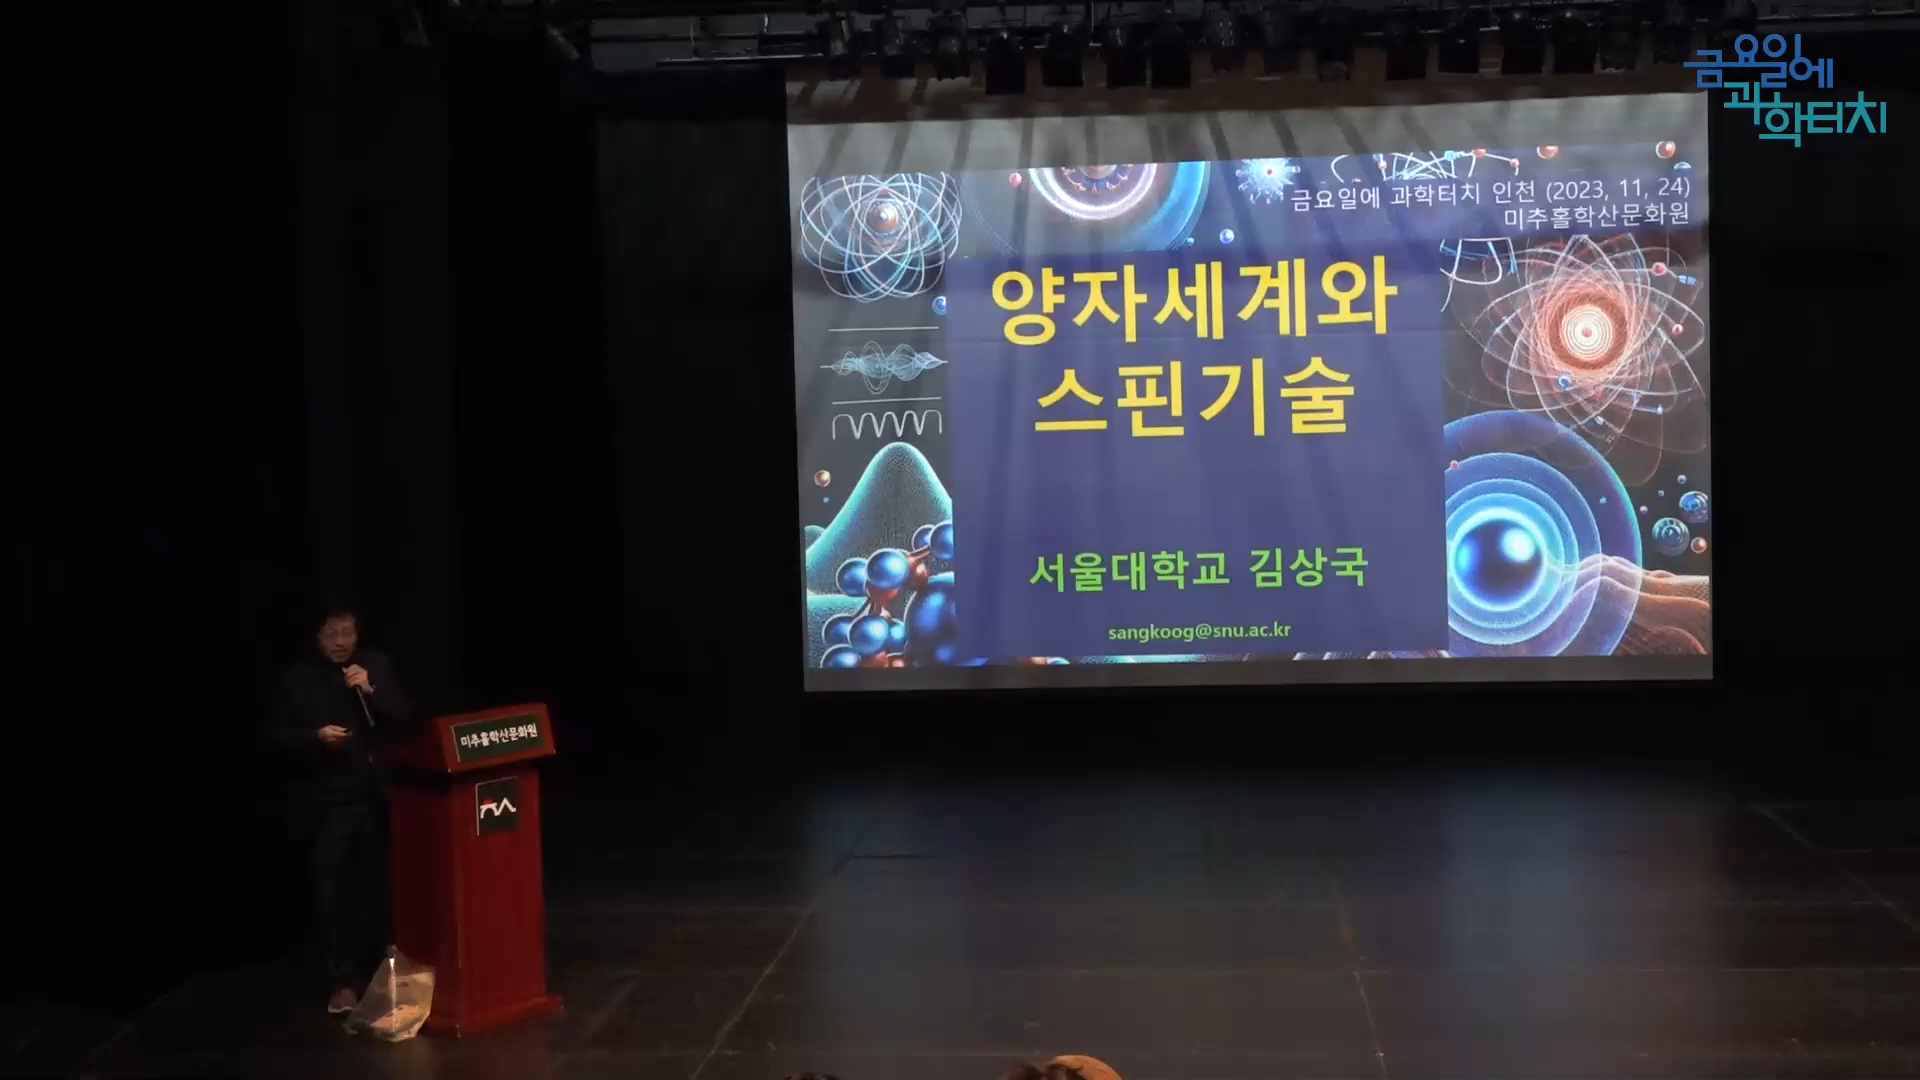 금요일에
과학터치
금요일에 과학터치 인천 (2023, 11, 24)
미추홀학산문화원
양자세계와
스핀기술
서울대학교 김상국
sangkoog@snu.ac.kr
미추홀학산문화원